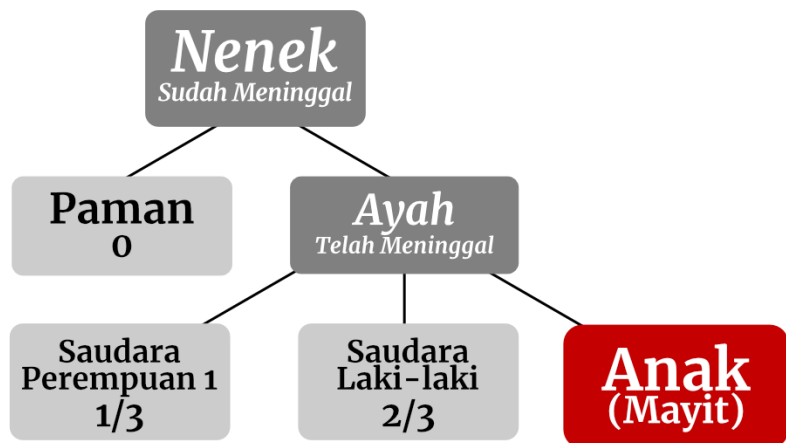 Nenek
Sudah Meninggal
Paman
0
Ayah
Telah Meninggal
Saudara
Perempuan 1
1/3
Saudara
Laki-laki
2/3
Anak
(Mayit)